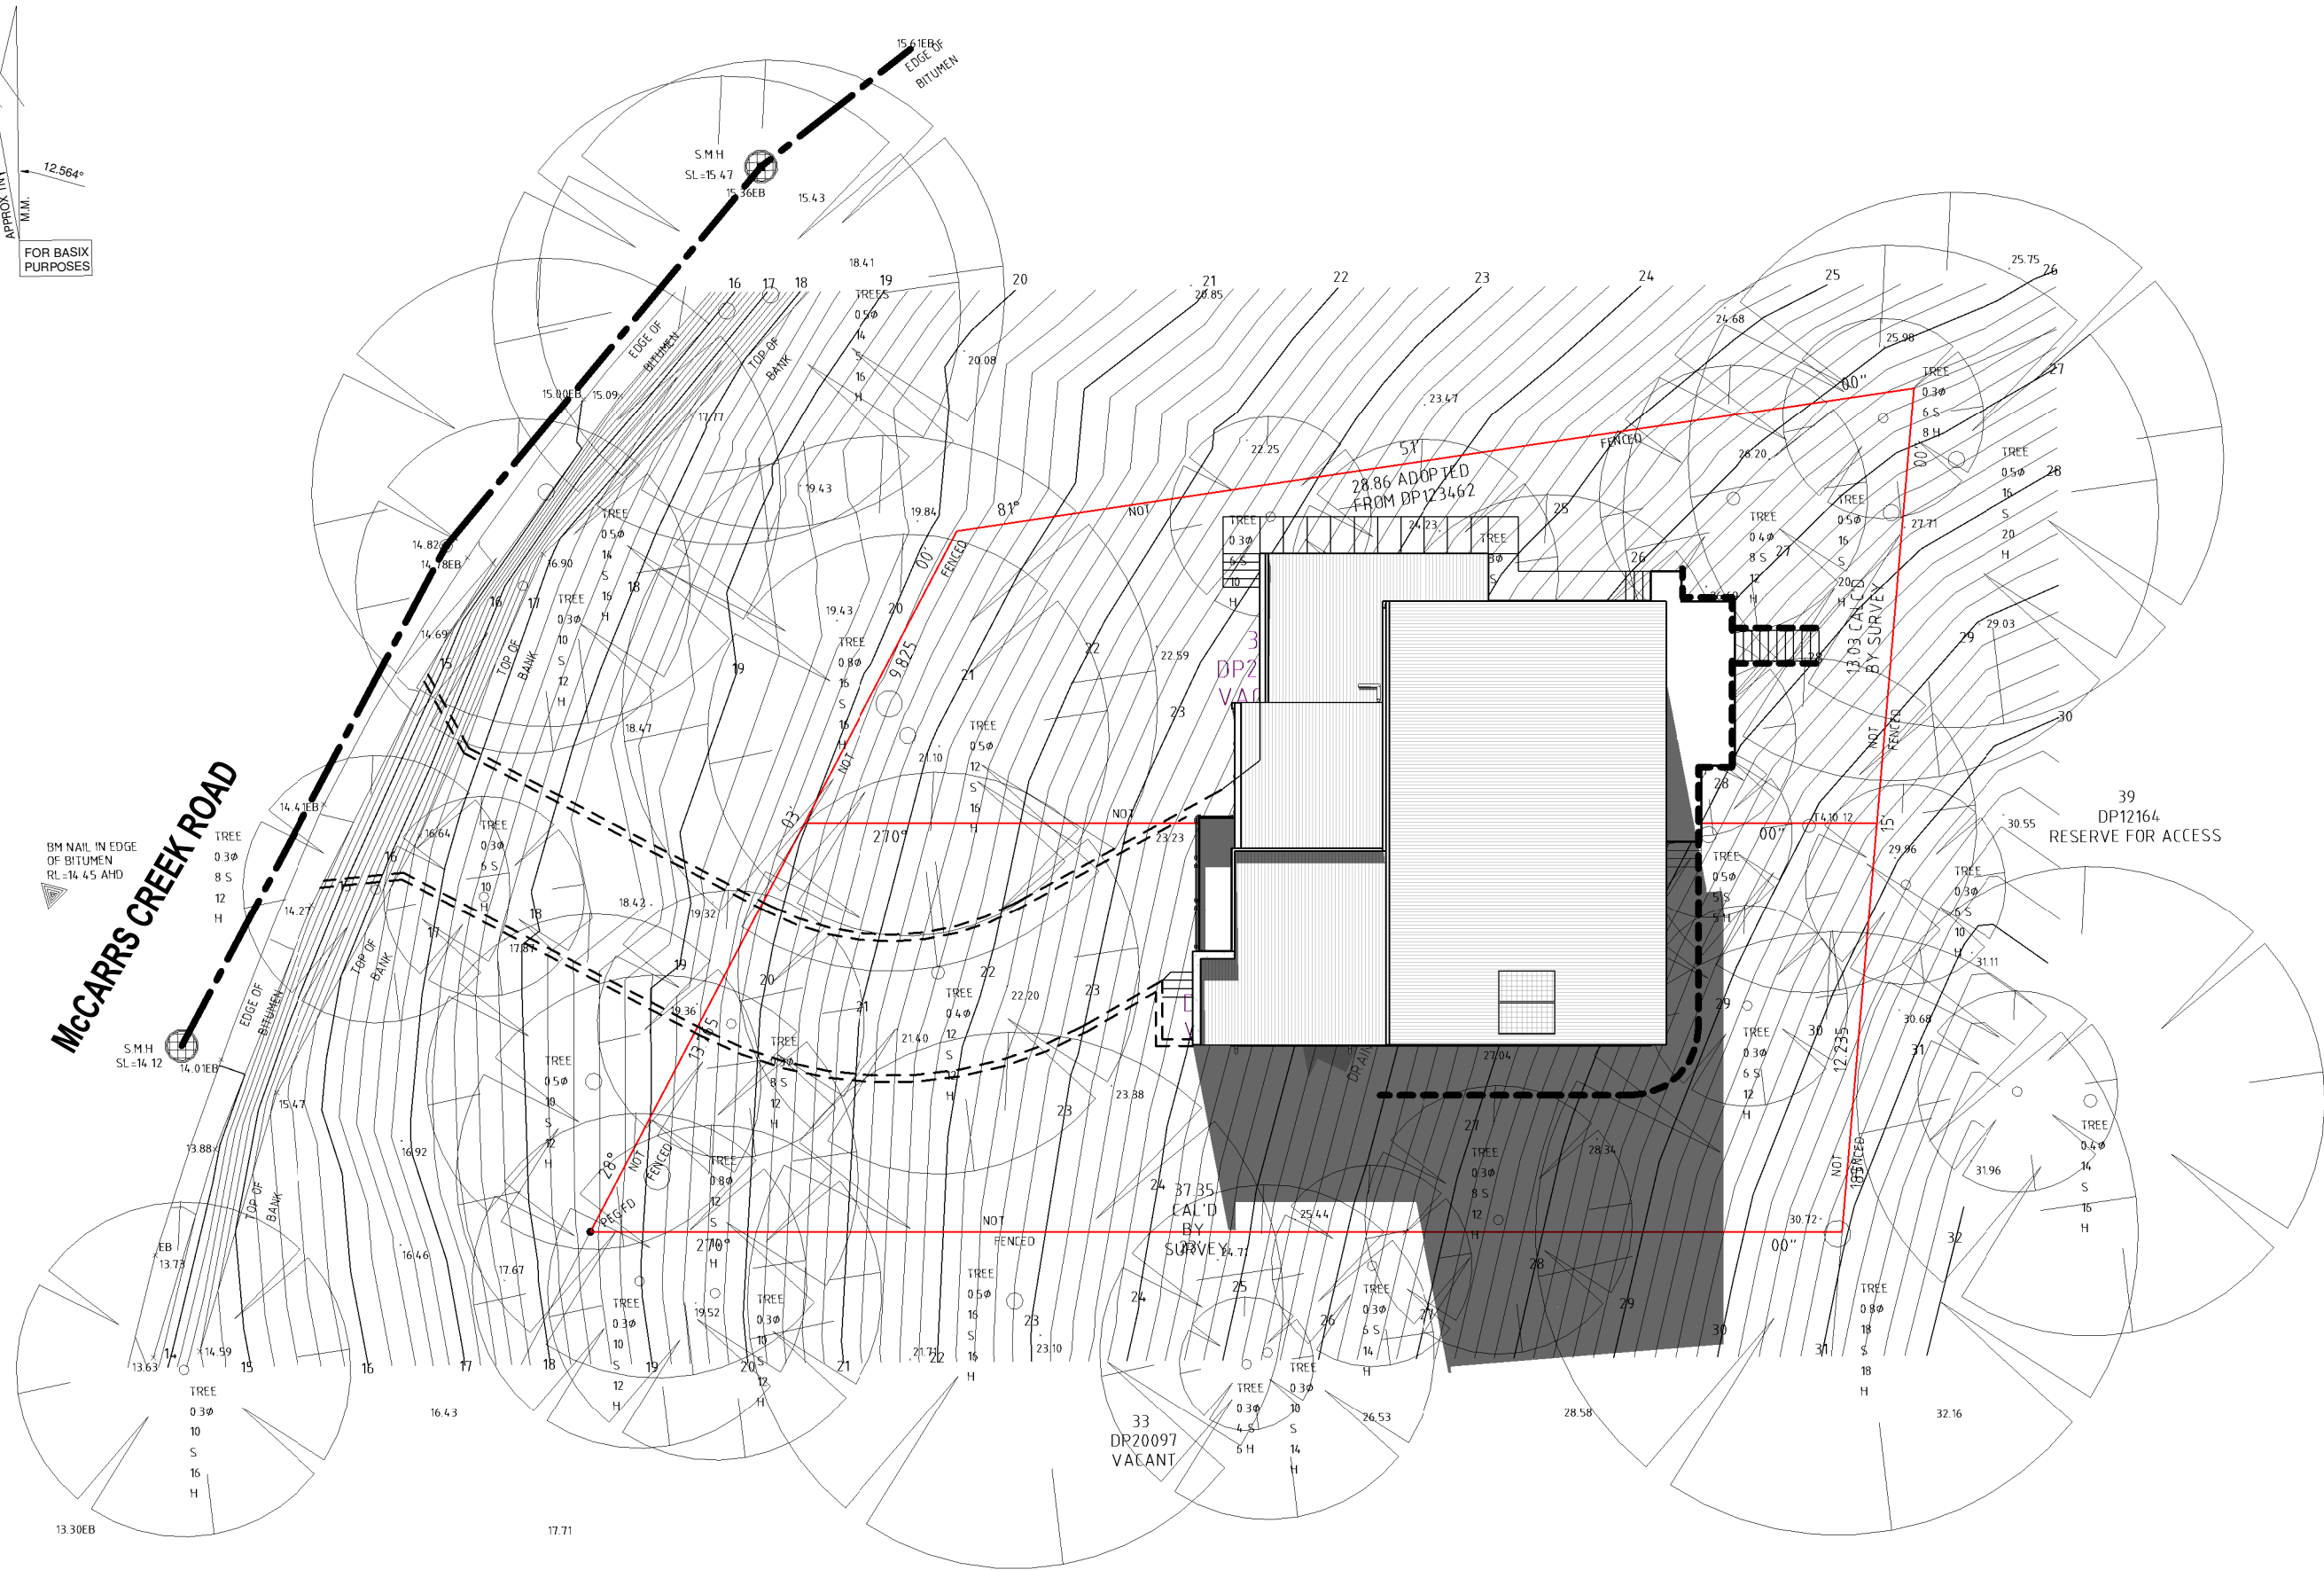 15.61EB
EDGE OF
BITUMEN
12.564°
M.M.
FOR BASIX
PURPOSES
S.M.H
SL=15.47
15.36EB
15.43
18.41
16
17
18
19
20
21
20.85
22
23
24
25
25.75
26
TREES
0.5ø
14
S
16
H
EDGE OF
BITUMEN
TOP OF
BANK
20.08
24.68
25.98
27
15.00EB
15.09
17.77
23.47
00"
TREE
0.3ø
6 S
8 H
00'
22.25
51'
FENCED
28.86 ADOPTED
FROM DP123462
26.20
TREE
0.5ø
16
S
20
H
28
19.43
19.84
81°
NOT
24.23
25
27.71
TREE
0.5ø
14
S
16
H
TREE
0.3ø
6 S
10
H
TREE
TREE
0.4ø
8 S
12
H
TREE
0.5ø
16
S
20
H
14.82
14.78EB
16.90
00'
FENCED
26
27
16
17
18
TREE
0.3ø
10
S
12
H
19.43
20
14.69
15
TOP OF
BANK
19
TREE
0.8ø
16
S
16
H
9.825
21
22
22.59
13.03 CAL'D
BY SURVEY
28
29
29.03
23
18.47
TREE
0.5ø
12
S
16
H
21.10
NOT
NOT
FENCED
30
McCARRS CREEK ROAD
14.41EB
28
39
DP12164
RESERVE FOR ACCESS
BM NAIL IN EDGE
OF BITUMEN
RL=14.45 AHD
TREE
0.3ø
8 S
12
H
16.64
TREE
0.3ø
6 S
10
H
03'
270°
NOT
23.23
00"
15'
30.55
29.96
TREE
0.5ø
5 S
5 H
TREE
0.3ø
6 S
10
H
14.27
15
16
17
18
18.42
19.32
17.87
TOP OF
BANK
19
20
22
21
23
31.11
EDGE OF
BITUMEN
19.36
13.765
TREE
0.4ø
12
S
12
H
22.20
29
30
30.68
31
21.40
TREE
0.3ø
6 S
12
H
12.235
S.M.H
SL=14.12
14.01EB
TREE
0.5ø
10
S
12
H
TREE
0.3ø
8 S
12
H
27.04
15.47
23.38
23
TREE
0.4ø
14
S
16
H
13.88
16.92
28°
NOT
FENCED
27
28.34
TREE
0.3ø
8 S
12
H
NOT
31.96
TREE
0.8ø
12
S
14
H
TOP OF
BANK
24
37.35
CAL'D
BY
SURVEY
25.44
30.72
PEG FD
270°
NOT
FENCED
24.71
00"
32
EB
13.73
16.46
17.67
25
28
TREE
0.5ø
16
S
16
H
24
TREE
0.3ø
6 S
14
H
TREE
0.8ø
18
S
18
H
TREE
0.3ø
10
S
12
H
19.52
TREE
0.3ø
10
S
12
H
23
26
27
29
30
14
13.63
14.59
15
16
17
18
19
20
21
21.71
22
23.10
31
TREE
0.3ø
10
S
16
H
TREE
0.3ø
4 S
6 H
TREE
0.3ø
10
S
14
H
16.43
33
DP20097
VACANT
26.53
28.58
32.16
13.30EB
17.71